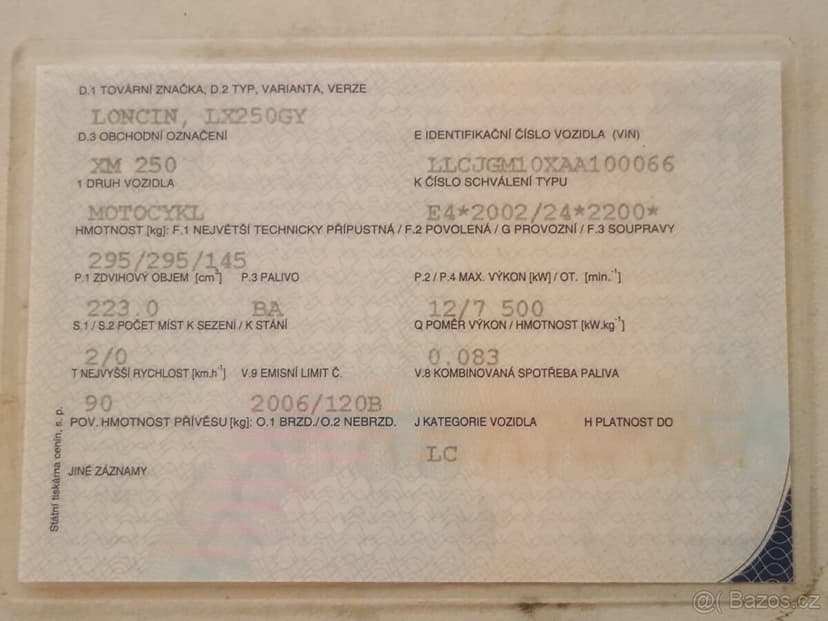 D.1 TOVÁRNÍ ZNAČKA, D.2 TYP, VARIANTA, VERZE
LONCIN, LX250GY
D.3 OBCHODNÍ OZNAČENÍ E IDENTIFIKAČNÍ ČÍSLO VOZIDLA (VIN)
XM 250 LLCJGM10XAA100066
1 DRUH VOZIDLA K ČÍSLO SCHVÁLENÍ TYPU
MOTOCYKL E4*2002/24*2200*
HMOTNOST [kg]: F.1 NEJVĚTŠÍ TECHNICKY PŘÍPUSTNÁ / F.2 POVOLENÁ / G PROVOZNÍ / F.3 SOUPRAVY
295/295/145
P.1 ZDVIHOVÝ OBJEM [cm³] P.3 PALIVO P.2 / P.4 MAX. VÝKON [kW] / OT. [min.⁻¹]
223.0 BA 12/7 500
S.1 / S.2 POČET MÍST K SEZENÍ / K STÁNÍ Q POMĚR VÝKON / HMOTNOST [kW.kg⁻¹]
2/0 0,083
T NEJVYŠŠÍ RYCHLOST [km.h⁻¹] V.9 EMISNÍ LIMIT Č. V.8 KOMBINOVANÁ SPOTŘEBA PALIVA
90 2006/120B
POV. HMOTNOST PŘÍVĚSU [kg]: O.1 BRZD./O.2 NEBRZD. J KATEGORIE VOZIDLA H PLATNOST DO
LC
JINÉ ZÁZNAMY
Státní tiskárna cenin, s. p.
@( Bazos.cz